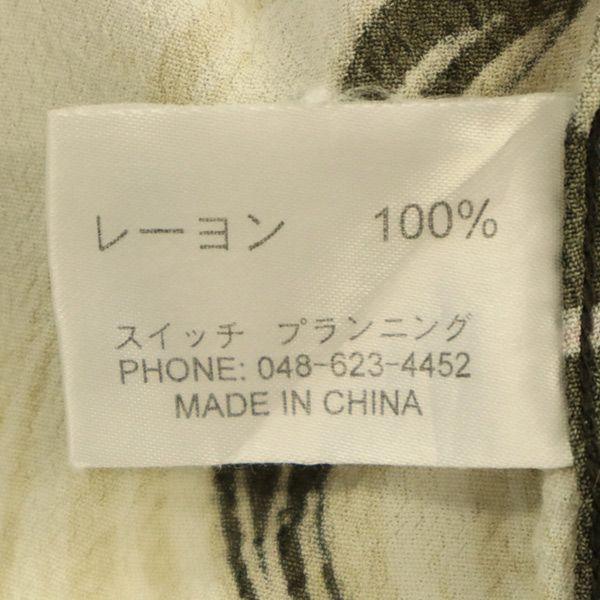 レーヨン 100%
スイッチ プランニング
PHONE: 048-623-4452
MADE IN CHINA